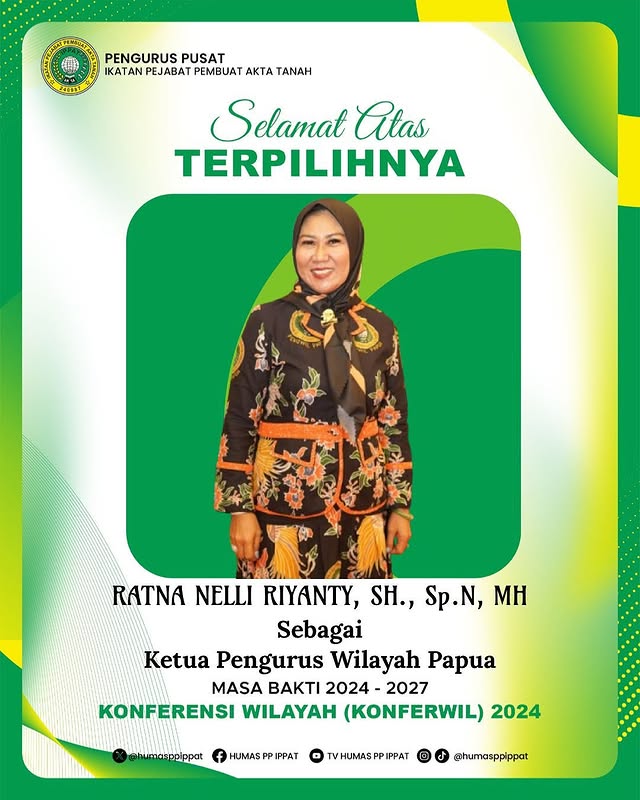 PENGURUS PUSAT
IKATAN PEJABAT PEMBUAT AKTA TANAH
Selamat Atas
TERPILIHNYA
RATNA NELLI RIYANTY, SH., Sp.N, MH
Sebagai
Ketua Pengurus Wilayah Papua
MASA BAKTI 2024 - 2027
KONFERENSI WILAYAH (KONFERWIL) 2024
@humasppippat HUMAS PP IPPAT TV HUMAS PP IPPAT @humasppippat